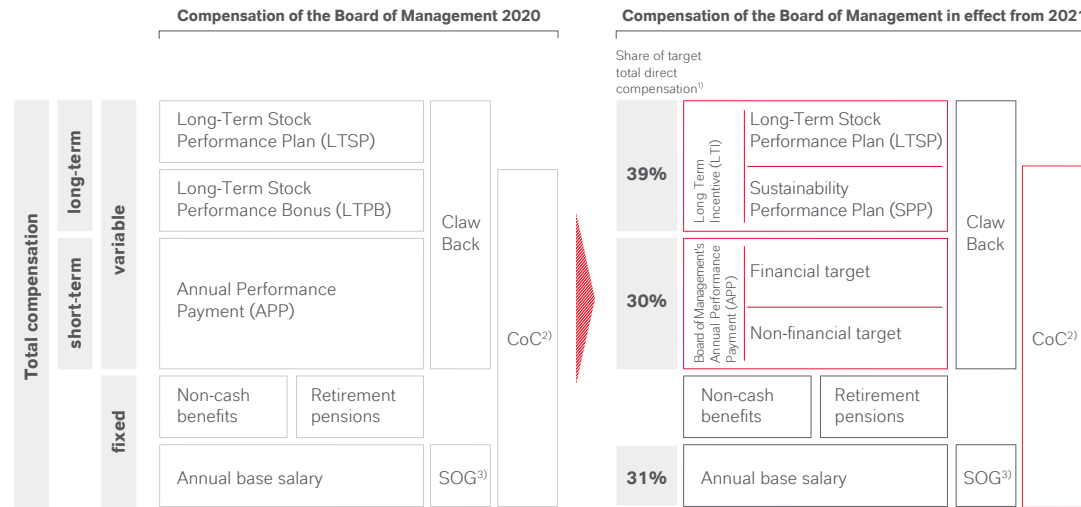 Compensation of the Board of Management 2020
Compensation of the Board of Management in effect from 2021
Share of target
total direct
compensation1)
Total compensation
long-term
short-term
variable
fixed
Long-Term Stock
Performance Plan (LTSP)
Long-Term Stock
Performance Bonus (LTPB)
Annual Performance
Payment (APP)
Non-cash
benefits
Retirement
pensions
Annual base salary
Claw
Back
SOG3)
CoC2)
39%
30%
31%
Long Term
Incentive (LTI)
Long-Term Stock
Performance Plan (LTSP)
Sustainability
Performance Plan (SPP)
Board of Management's
Annual Performance
Payment (APP)
Financial target
Non-financial target
Non-cash
benefits
Retirement
pensions
Annual base salary
Claw
Back
SOG3)
CoC2)